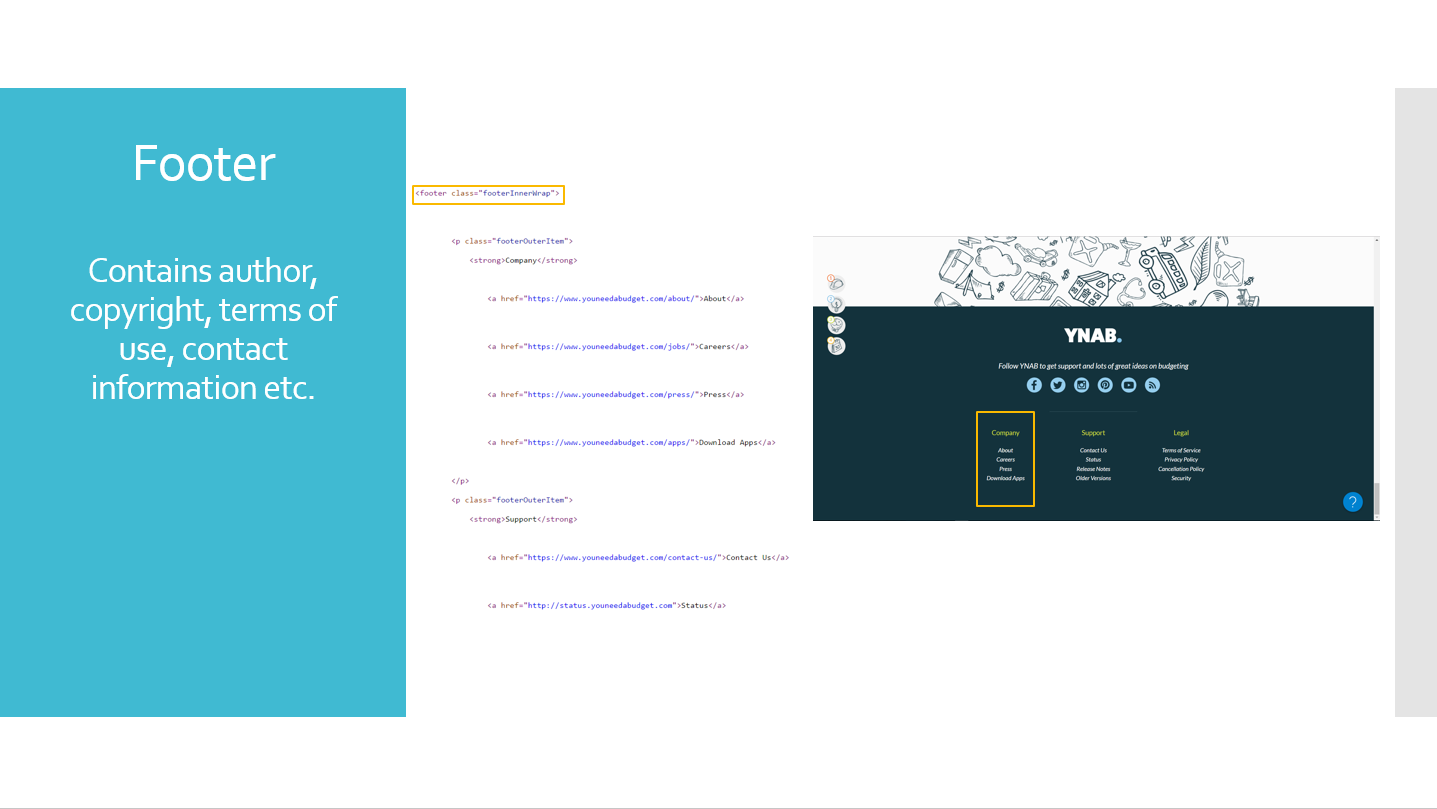 Footer
Contains author,
copyright, terms of
use, contact
information etc.
<footer class="footerInnerWrap">
<p class="footerOuterItem">
<strong>Company</strong>
<a href="https://www.youneedabudget.com/about/">About</a>
<a href="https://www.youneedabudget.com/jobs/">Careers</a>
<a href="https://www.youneedabudget.com/press/">Press</a>
<a href="https://www.youneedabudget.com/apps/">Download Apps</a>
</p>
<p class="footerOuterItem">
<strong>Support</strong>
<a href="https://www.youneedabudget.com/contact-us/">Contact Us</a>
<a href="http://status.youneedabudget.com">Status</a>
YNAB.
Follow YNAB to get support and lots of great ideas on budgeting
Company
About
Careers
Press
Download Apps
Support
Contact Us
Status
Release Notes
Older Versions
Legal
Terms of Service
Privacy Policy
Cancellation Policy
Security
?